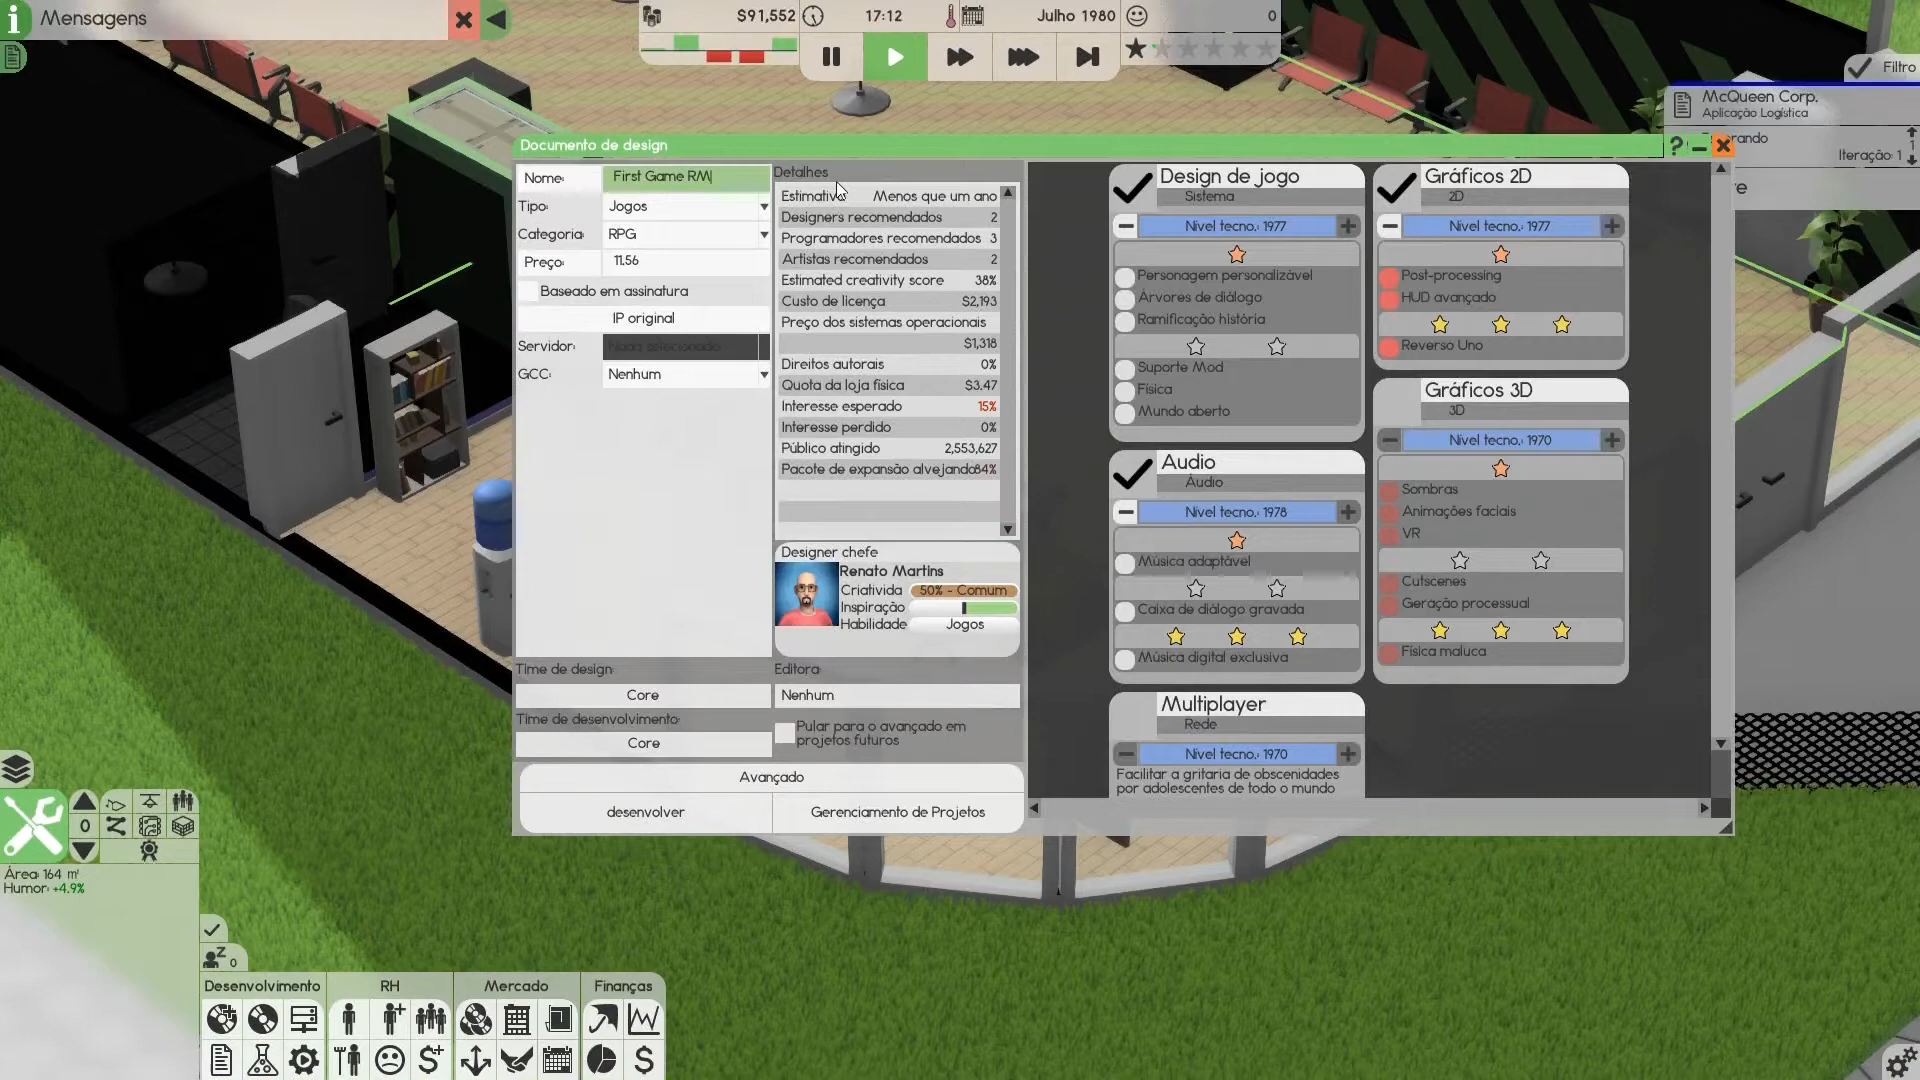 Mensagens
$91,552
17:12
Julho 1980
0
Filtro
McQueen Corp.
Aplicação Logística
Iteração: 1
1
Documento de design
?
Nome:
First Game RM
Tipo:
Jogos
Categoria:
RPG
Preço:
11.56
Baseado em assinatura
IP original
Servidor:
Nada selecionado
GCC:
Nenhum
Detalhes
Menos que um ano
Designers recomendados 2
Programadores recomendados 3
Artistas recomendados 2
Estimated creativity score 38%
Custo de licença $2,193
Preço dos sistemas operacionais
$1,318
Direitos autorais 0%
Quota da loja física $3.47
Interesse esperado 15%
Interesse perdido 0%
Público atingido 2,553,627
Pacote de expansão alvejando 84%
Designer chefe
Renato Martins
Criativida 50% - Comum
Inspiração
Habilidade Jogos
Time de design:
Core
Time de desenvolvimento:
Core
Editora:
Nenhum
Pular para o avançado em
projetos futuros
Avançado
desenvolver
Gerenciamento de Projetos
Design de jogo
Sistema
Nível tecno.: 1977
Personagem personalizável
Árvores de diálogo
Ramificação história
Suporte Mod
Física
Mundo aberto
Audio
Audio
Nível tecno.: 1978
Música adaptável
Caixa de diálogo gravada
Música digital exclusiva
Multiplayer
Rede
Nível tecno.: 1970
Facilitar a gritaria de obscenidades
por adolescentes de todo o mundo
Gráficos 2D
2D
Nível tecno.: 1977
Post-processing
HUD avançado
Reverso Uno
Gráficos 3D
3D
Nível tecno.: 1970
Sombras
Animações faciais
VR
Cutscenes
Geração processual
Física maluca
0
Área: 164 m²
Humor: +4.9%
0
Desenvolvimento
RH
Mercado
Finanças